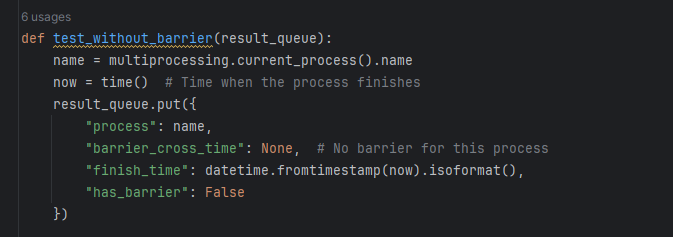 6 usages
def test_without_barrier(result_queue):
    name = multiprocessing.current_process().name
    now = time()  # Time when the process finishes
    result_queue.put({
        "process": name,
        "barrier_cross_time": None,  # No barrier for this process
        "finish_time": datetime.fromtimestamp(now).isoformat(),
        "has_barrier": False
    })